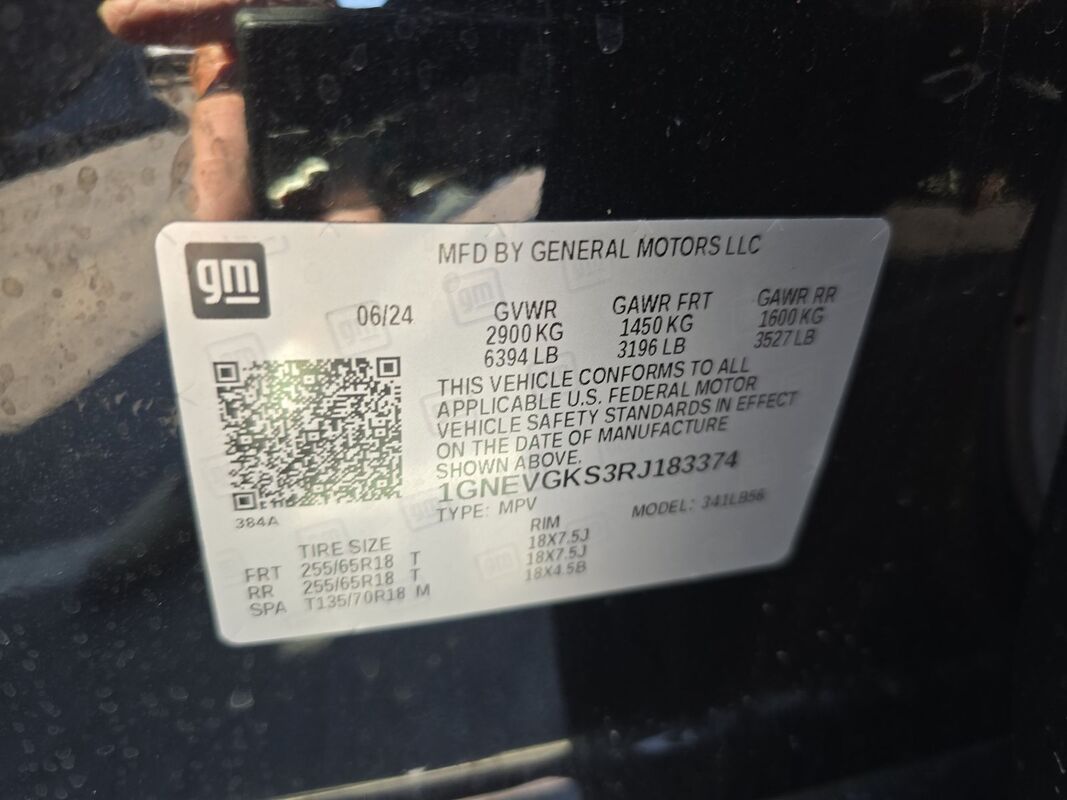 gm
MFD BY GENERAL MOTORS LLC
06/24
GVWR GAWR FRT GAWR RR
2900 KG 1450 KG 1600 KG
6394 LB 3196 LB 3527 LB
THIS VEHICLE CONFORMS TO ALL
APPLICABLE U.S. FEDERAL MOTOR
VEHICLE SAFETY STANDARDS IN EFFECT
ON THE DATE OF MANUFACTURE
SHOWN ABOVE.
1GNEVGKS3RJ183374
TYPE: MPV MODEL: 341LB56
384A
TIRE SIZE RIM
FRT 255/65R18 T 18X7.5J
RR 255/65R18 T 18X7.5J
SPA T135/70R18 M 18X4.5B